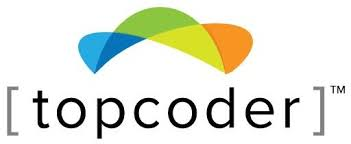 [ topcoder ]™